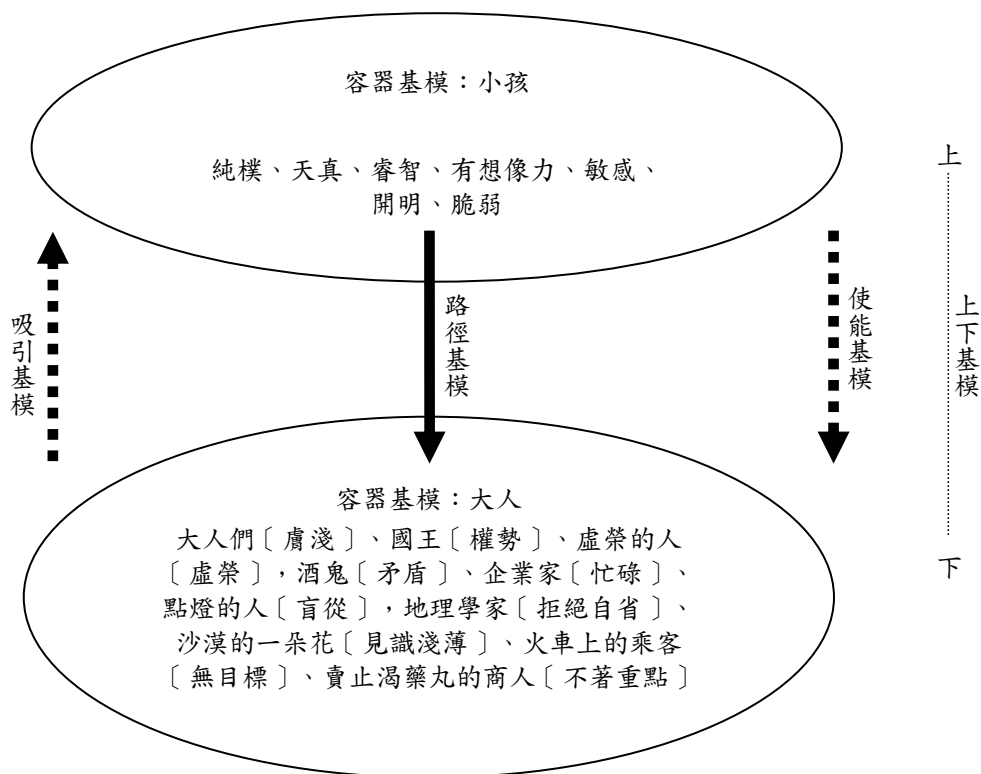 容器基模：小孩
純樸、天真、睿智、有想像力、敏感、
開明、脆弱
上
吸引基模
路徑基模
使能基模
上下基模
容器基模：大人
大人們〔膚淺〕、國王〔權勢〕、虛榮的人
〔虛榮〕，酒鬼〔矛盾〕、企業家〔忙碌〕、
點燈的人〔盲從〕，地理學家〔拒絕自省〕、
沙漠的一朵花〔見識淺薄〕、火車上的乘客
〔無目標〕、賣止渴藥丸的商人〔不著重點〕
下